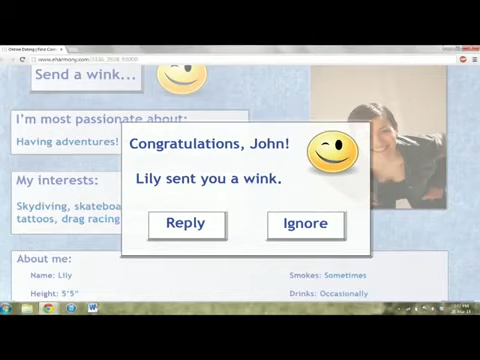 Online Dating | Find Com
www.eharmony.com
Send a wink...
I'm most passionate about:
Having adventures!
Congratulations, John!
Lily sent you a wink.
My interests:
Skydiving, skateboa
tattoos, drag racing
Reply
Ignore
About me:
Name: Lily
Smokes: Sometimes
Height: 5'5"
Drinks: Occasionally